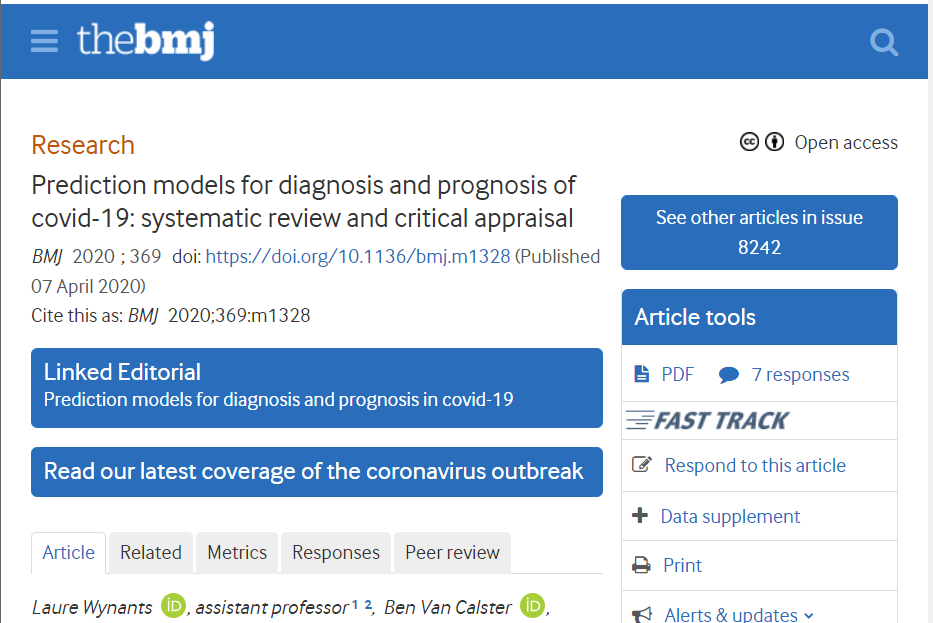 thebmj
Research
Prediction models for diagnosis and prognosis of
covid-19: systematic review and critical appraisal
BMJ 2020 ; 369 doi: https://doi.org/10.1136/bmj.m1328 (Published
07 April 2020)
Cite this as: BMJ 2020;369:m1328
Linked Editorial
Prediction models for diagnosis and prognosis in covid-19
Read our latest coverage of the coronavirus outbreak
Article Related Metrics Responses Peer review
Laure Wynants iD, assistant professor 1 2, Ben Van Calster iD,
cc Open access
See other articles in issue
8242
Article tools
PDF 7 responses
FAST TRACK
Respond to this article
Data supplement
Print
Alerts & updates